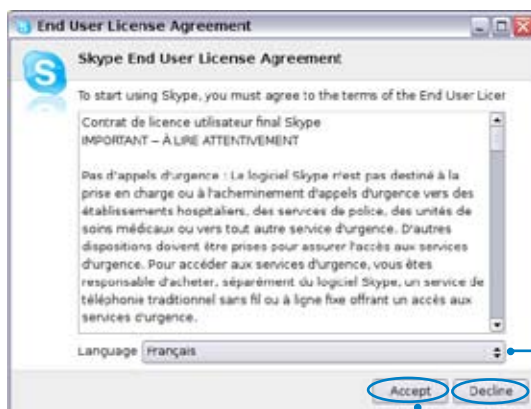 End User License Agreement
Skype End User License Agreement
To start using Skype, you must agree to the terms of the End User Licer
Contrat de licence utilisateur final Skype
IMPORTANT – À LIRE ATTENTIVEMENT
Pas d'appels d'urgence : Le logiciel Skype n'est pas destiné à la
prise en charge ou à l'acheminement d'appels d'urgence vers des
établissements hospitaliers, des services de police, des unités de
soins médicaux ou vers tout autre service d'urgence. D'autres
dispositions doivent être prises pour assurer l'accès aux services
d'urgence. Pour accéder aux services d'urgence, vous êtes
responsable d'acheter, séparément du logiciel Skype, un service de
téléphonie traditionnel sans fil ou à ligne fixe offrant un accès aux
services d'urgence.
Language Français
Accept Decline